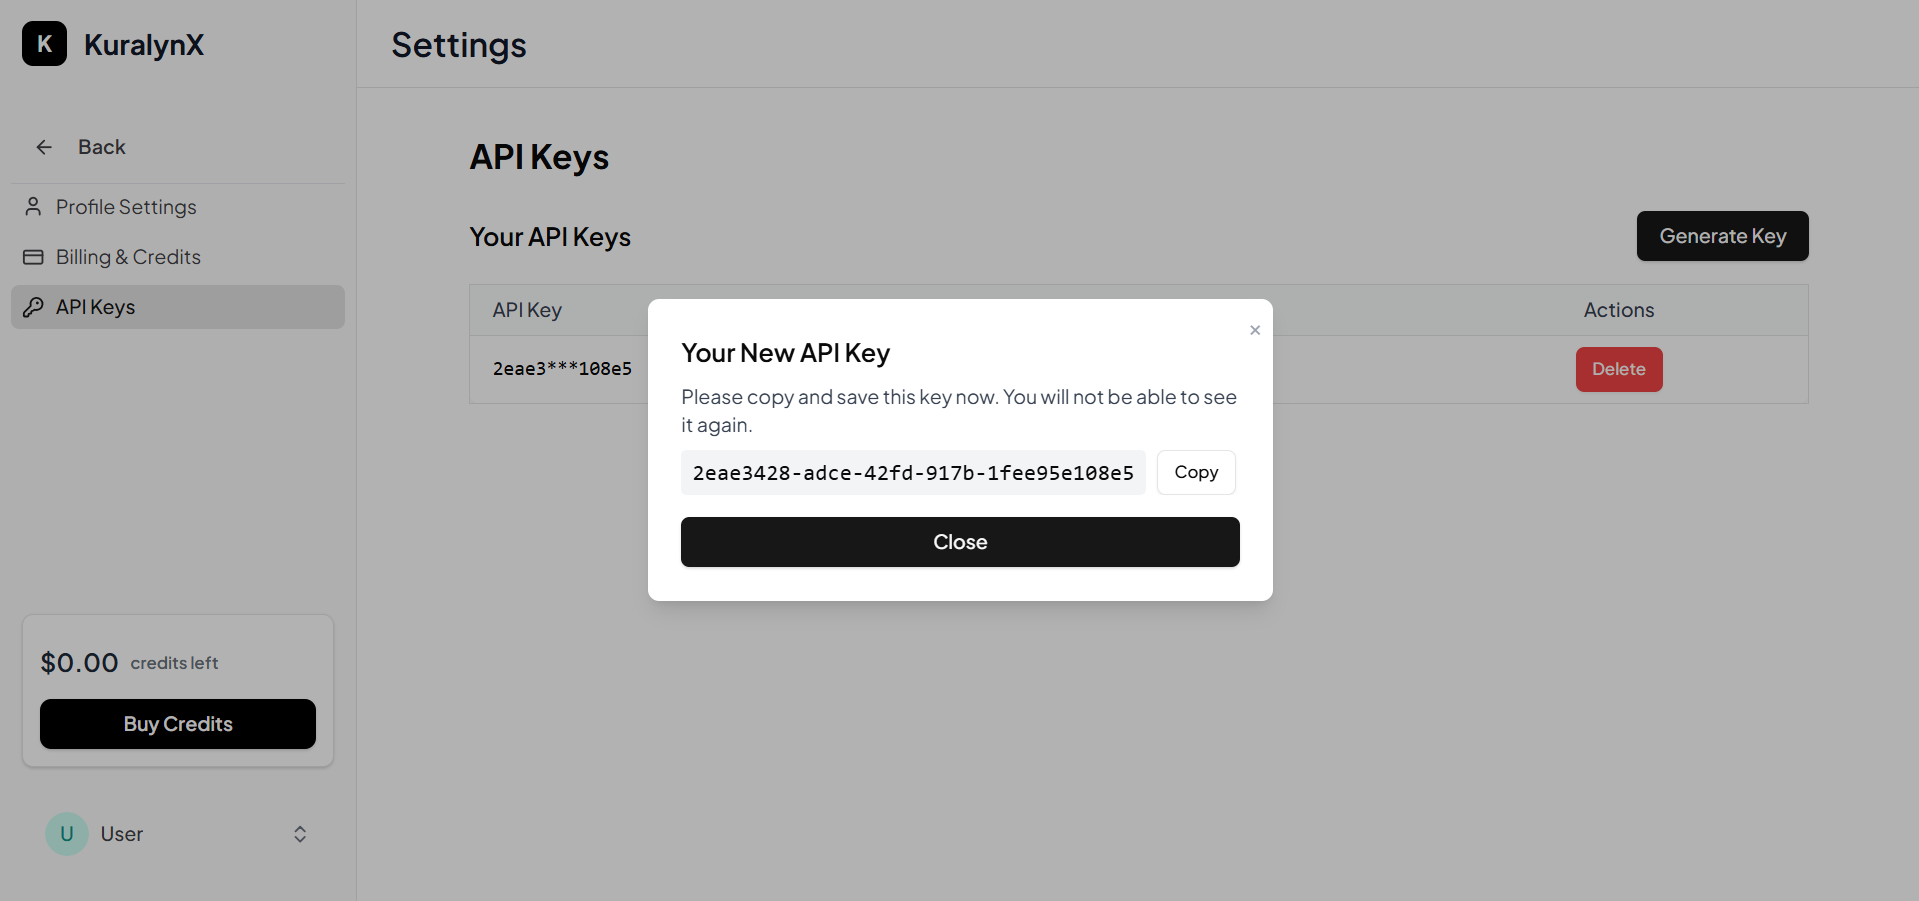 K
KuralynX
Settings
Back
Profile Settings
Billing & Credits
API Keys
$0.00 credits left
Buy Credits
U
User
API Keys
Your API Keys
Generate Key
API Key
Actions
2eae3***108e5
Delete
Your New API Key
×
Please copy and save this key now. You will not be able to see
it again.
2eae3428-adce-42fd-917b-1fee95e108e5
Copy
Close